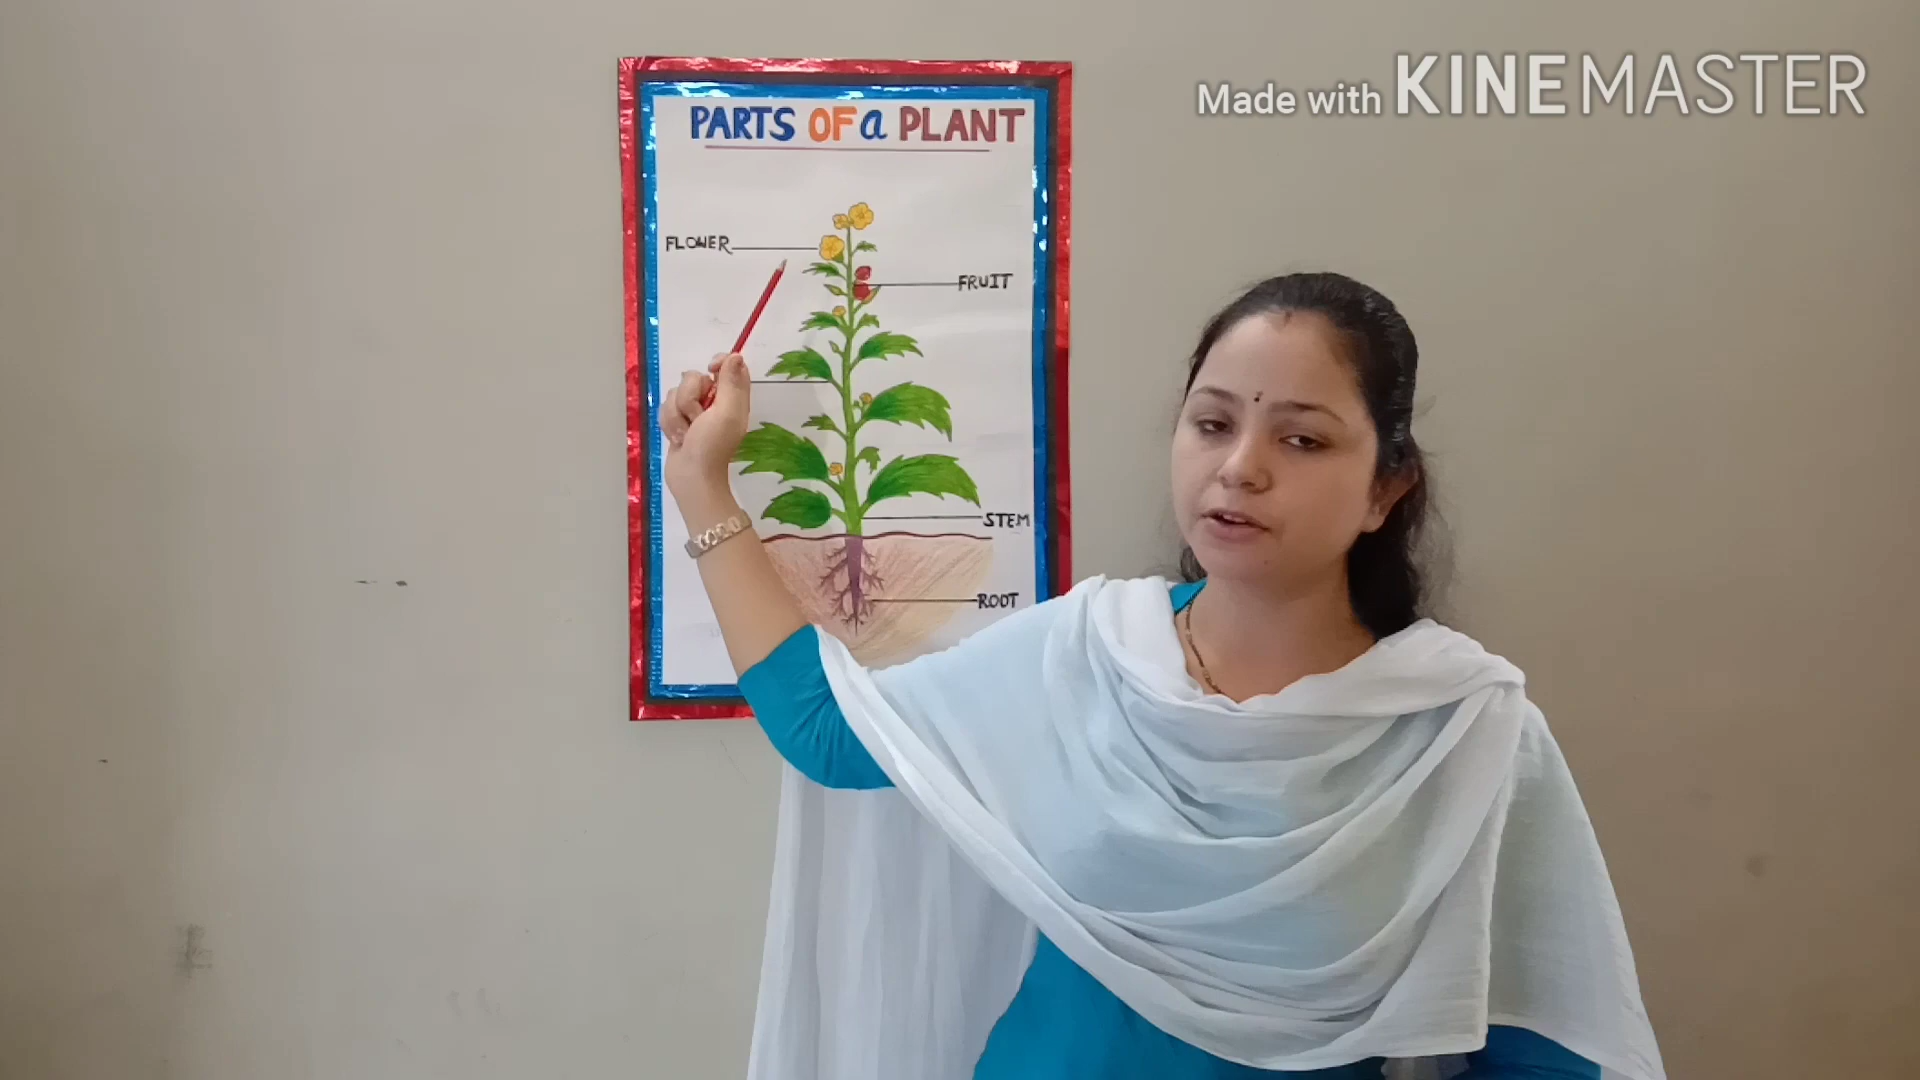 Made with KINEMASTER
PARTS OF a PLANT
FLOWER
FRUIT
STEM
ROOT